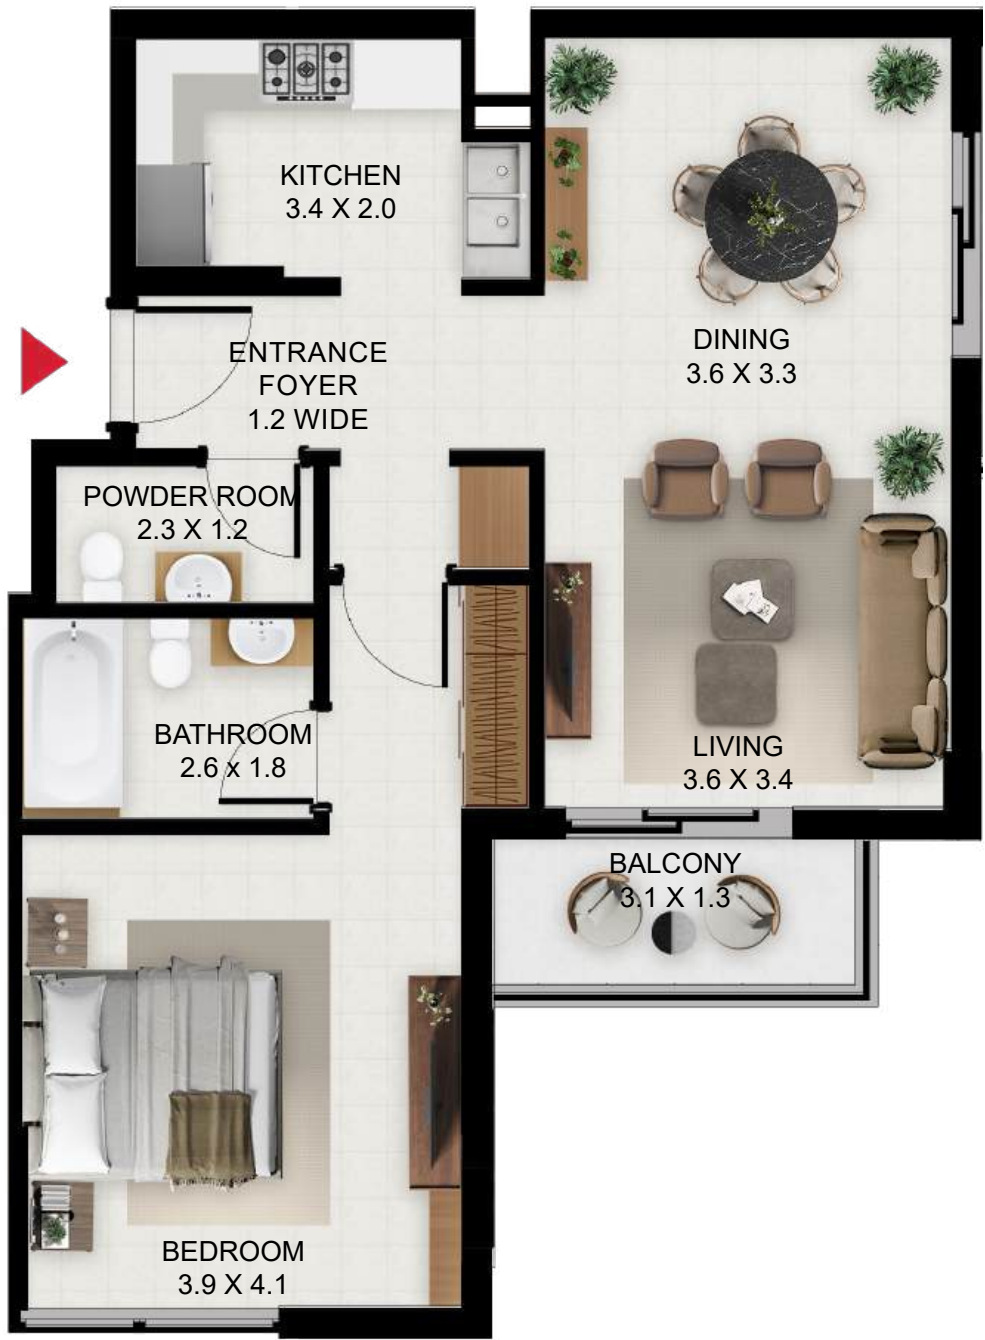 KITCHEN
3.4 X 2.0
DINING
3.6 X 3.3
ENTRANCE
FOYER
1.2 WIDE
POWDER ROOM
2.3 X 1.2
BATHROOM
2.6 x 1.8
LIVING
3.6 X 3.4
BALCONY
3.1 X 1.3
BEDROOM
3.9 X 4.1